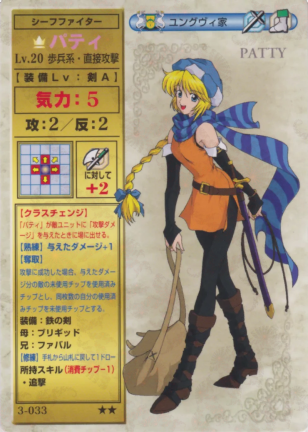 シーフファイター
パティ
Lv.20 歩兵系・直接攻撃
【装備Lv：剣A】
気力：5
攻：2／反：2
に対して
+2
【クラスチェンジ】
「パティ」が敵ユニットに「攻撃ダメージ」を与えたときに場に出せる。
【熟練】与えたダメージ+1
【奪取】
攻撃に成功した場合、与えたダメー
ジ分の敵の未使用チップを使用済み
チップとし、同枚数の自分の使用済
みチップを未使用とする。
装備：鉄の剣
母：ブリギッド
兄：ファバル
【修練】手札から山札に戻して1ドロー
所持スキル（消費チップ−1）
・追撃
3-033
★★
ユングヴィ家
PATTY